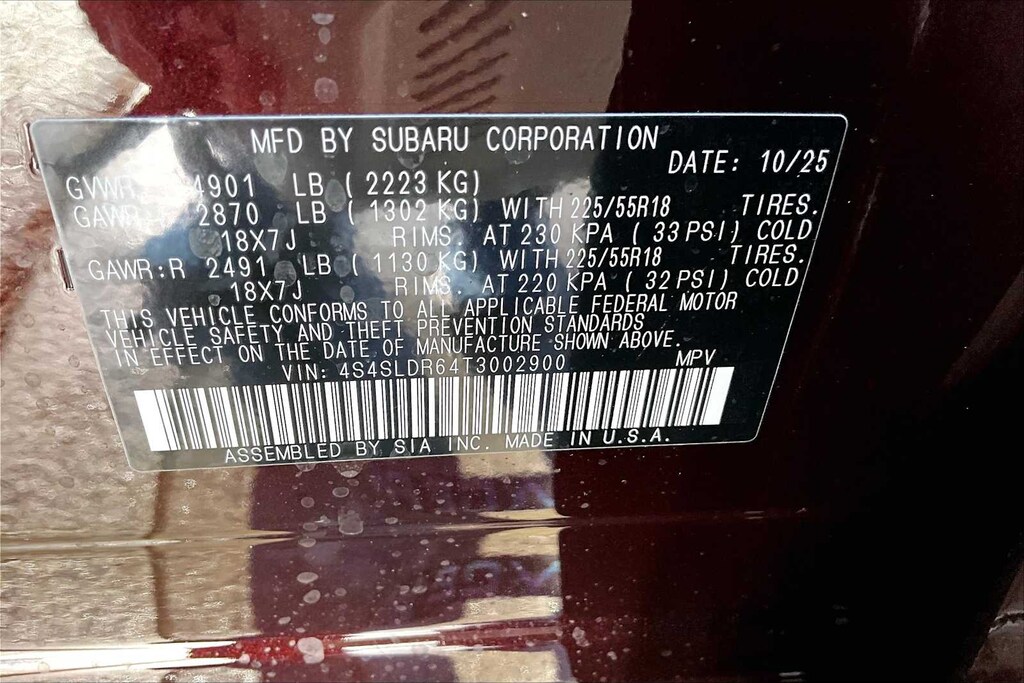 MFD BY SUBARU CORPORATION
DATE: 10/25
GVWR: 4901 LB ( 2223 KG)
GAWR: 2870 LB ( 1302 KG) WITH 225/55R18 TIRES.
18X7J RIMS. AT 230 KPA ( 33 PSI) COLD
GAWR:R 2491 LB ( 1130 KG) WITH 225/55R18 TIRES.
18X7J RIMS. AT 220 KPA ( 32 PSI) COLD
THIS VEHICLE CONFORMS TO ALL APPLICABLE FEDERAL MOTOR
VEHICLE SAFETY AND THEFT PREVENTION STANDARDS
IN EFFECT ON THE DATE OF MANUFACTURE SHOWN ABOVE.
VIN: 4S4SLDR64T3002900 MPV
ASSEMBLED BY SIA INC. MADE IN U.S.A.